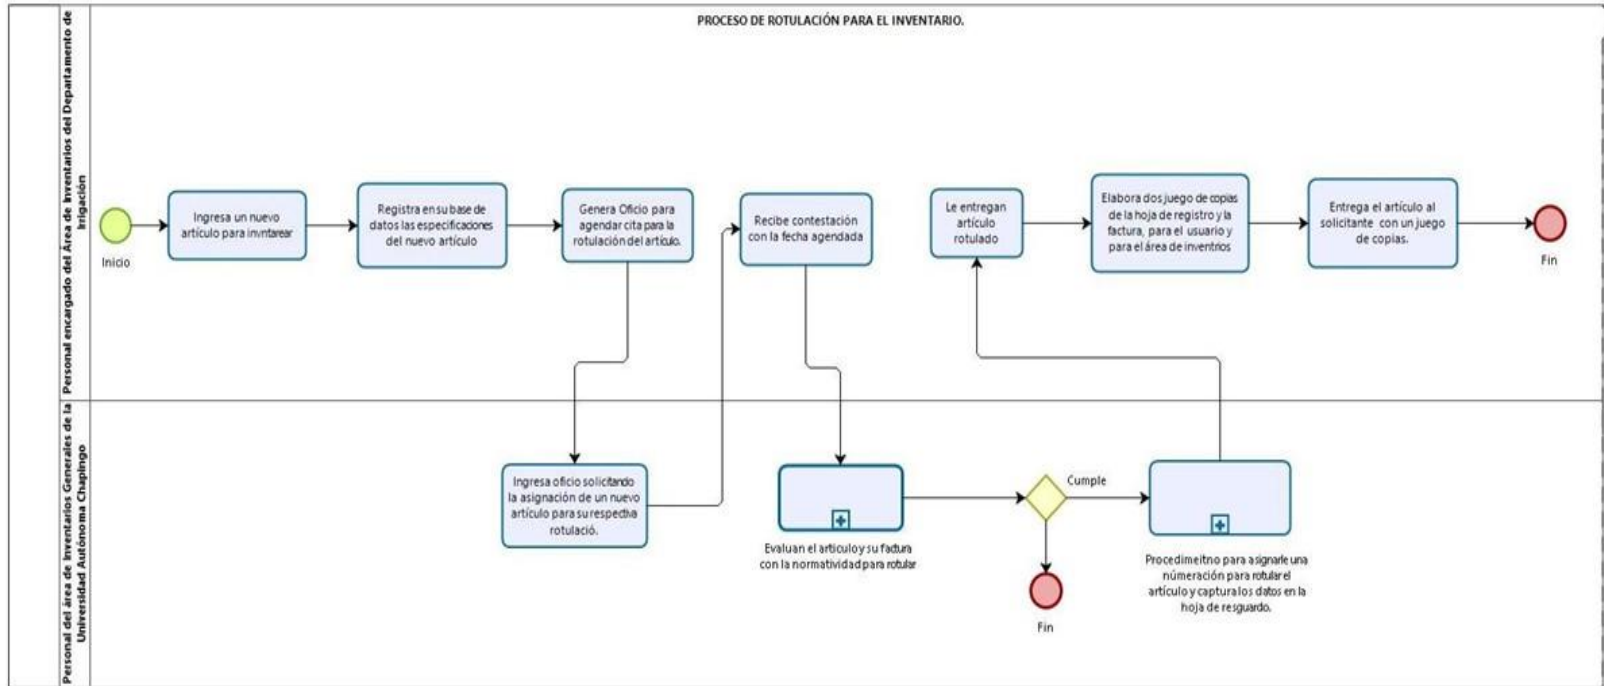 PROCESO DE ROTULACIÓN PARA EL INVENTARIO.
Personal encargado del Área de Inventarios del Departamento de
Irrigación
Inicio
Ingresa un nuevo
artículo para invntarear
Registra en su base de
datos las especificaciones
del nuevo artículo
Genera Oficio para
agendar cita para la
rotulación del artículo.
Recibe contestación
con la fecha agendada
Le entregan
artículo
rotulado
Elabora dos juego de copias
de la hoja de registro y la
factura, para el usuario y
para el área de inventrios
Entrega el artículo al
solicitante con un juego
de copias.
Fin
Personal del área de Inventarios Generales de la
Universidad Autónoma Chapingo
Ingresa oficio solicitando
la asignación de un nuevo
artículo para su respectiva
rotulació.
Evaluan el articulo y su factura
con la normatividad para rotular
Cumple
Fin
Procedimeitno para asignarle una
númeración para rotular el
artículo y captura los datos en la
hoja de resguardo.